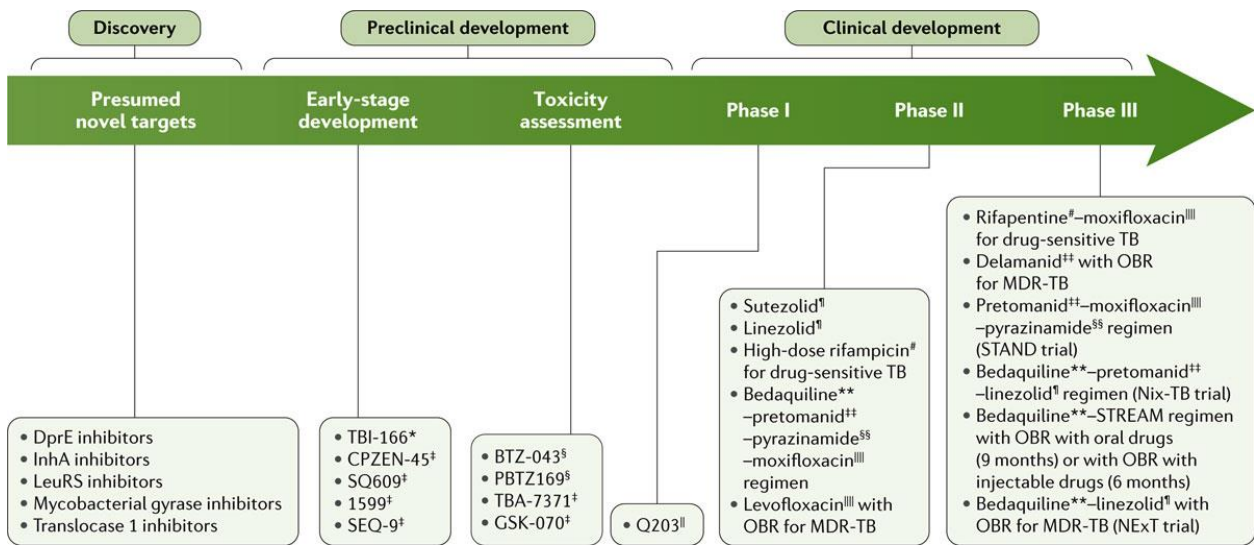 Discovery
Preclinical development
Clinical development
Presumed
novel targets
Early-stage
development
Toxicity
assessment
Phase I
Phase II
Phase III
• DprE inhibitors
• InhA inhibitors
• LeuRS inhibitors
• Mycobacterial gyrase inhibitors
• Translocase 1 inhibitors
• TBI-166*
• CPZEN-45‡
• SQ609‡
• 1599‡
• SEQ-9‡
• BTZ-043§
• PBTZ169§
• TBA-7371‡
• GSK-070‡
• Q203||
• Sutezolid¶
• Linezolid¶
• High-dose rifampicin#
for drug-sensitive TB
• Bedaquiline**
–pretomanid‡‡
–pyrazinamide§§
–moxifloxacin||||
regimen
• Levofloxacin|||| with
OBR for MDR-TB
• Rifapentine#–moxifloxacin||||
for drug-sensitive TB
• Delamanid‡‡ with OBR
for MDR-TB
• Pretomanid‡‡–moxifloxacin||||
–pyrazinamide§§ regimen
(STAND trial)
• Bedaquiline**–pretomanid‡‡
–linezolid¶ regimen (Nix-TB trial)
• Bedaquiline**–STREAM regimen
with OBR with oral drugs
(9 months) or with OBR with
injectable drugs (6 months)
• Bedaquiline**–linezolid¶ with
OBR for MDR-TB (NExT trial)